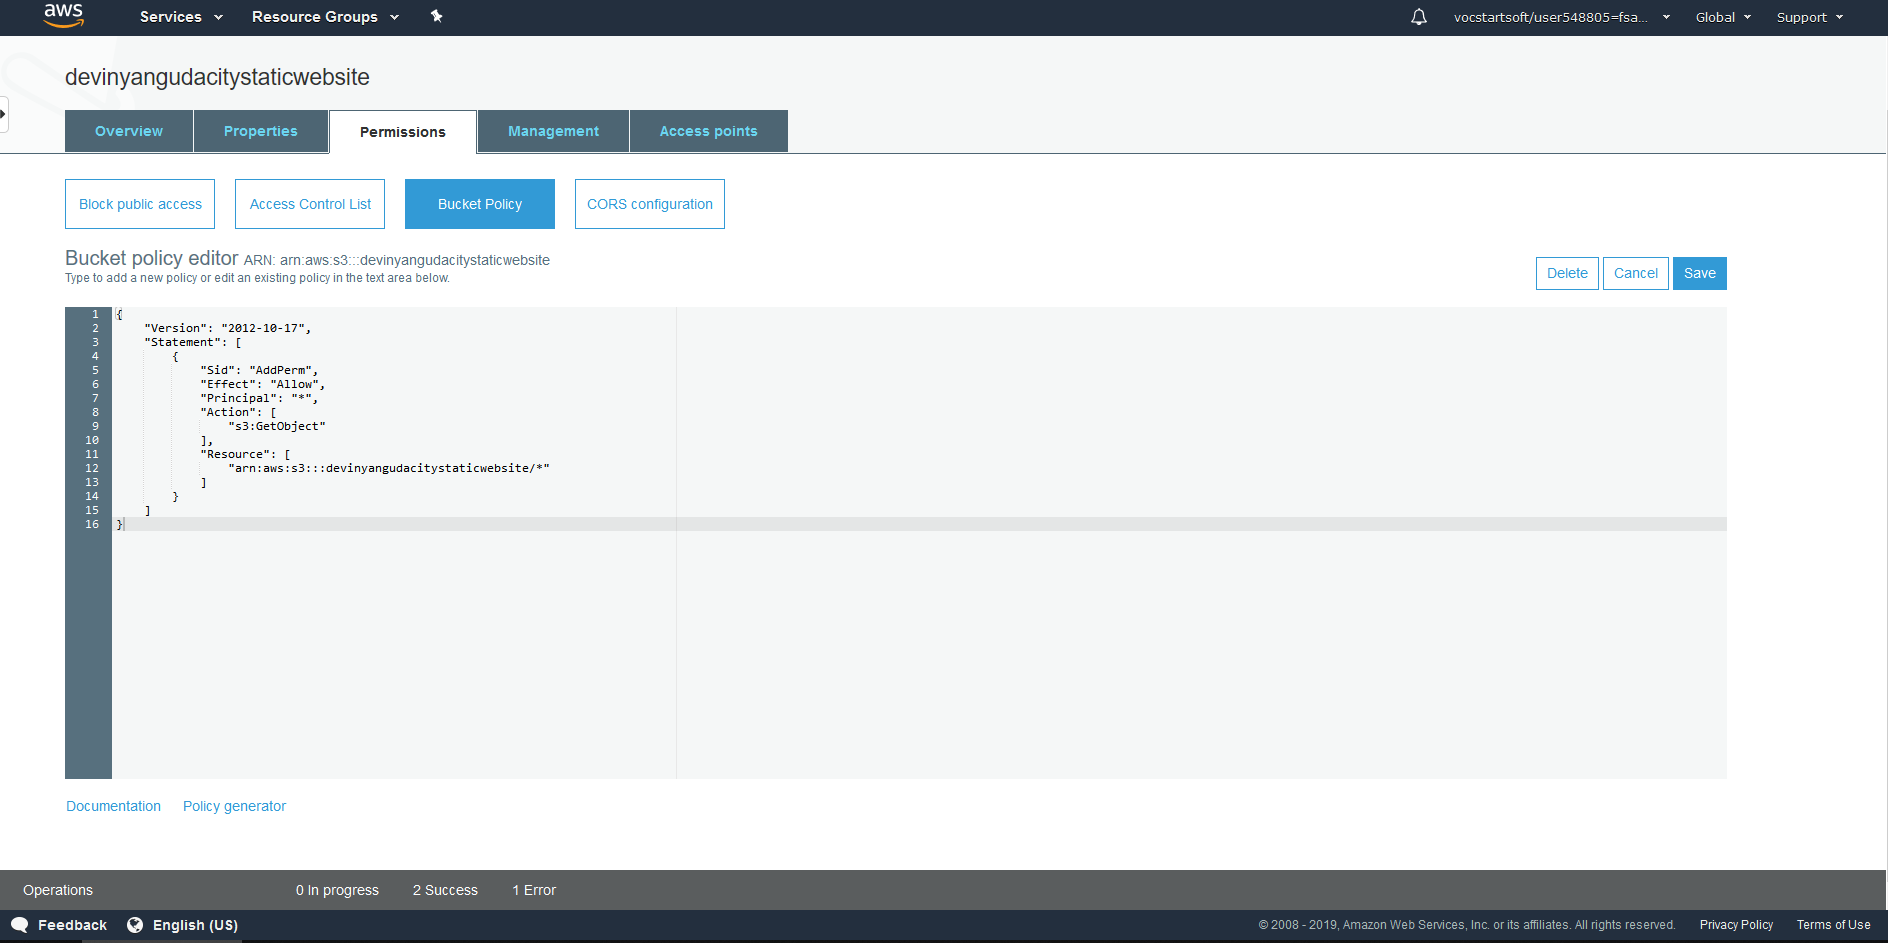 aws Services Resource Groups vocstartsoft/user548805=fsa... Global Support
devinyangudacitystaticwebsite
Overview Properties Permissions Management Access points
Block public access Access Control List Bucket Policy CORS configuration
Bucket policy editor ARN: arn:aws:s3:::devinyangudacitystaticwebsite
Type to add a new policy or edit an existing policy in the text area below.
Delete Cancel Save
1 {
2 "Version": "2012-10-17",
3 "Statement": [
4 {
5 "Sid": "AddPerm",
6 "Effect": "Allow",
7 "Principal": "*",
8 "Action": [
9 "s3:GetObject"
10 ],
11 "Resource": [
12 "arn:aws:s3:::devinyangudacitystaticwebsite/*"
13 ]
14 }
15 ]
16 }
Documentation Policy generator
Operations 0 In progress 2 Success 1 Error
Feedback English (US) © 2008 - 2019, Amazon Web Services, Inc. or its affiliates. All rights reserved. Privacy Policy Terms of Use